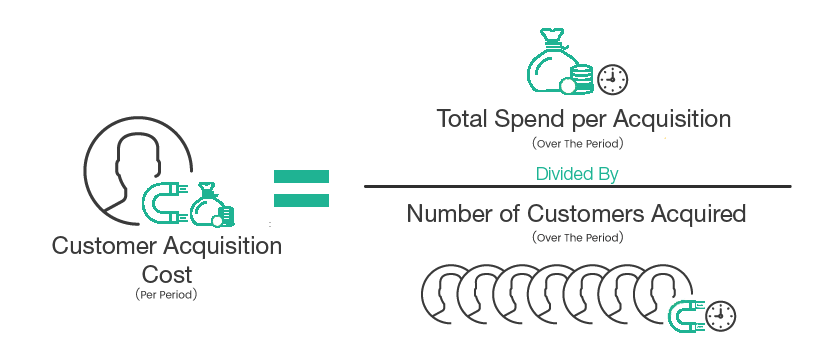 Total Spend per Acquisition
(Over The Period)
Divided By
Number of Customers Acquired
(Over The Period)
Customer Acquisition
Cost
(Per Period)